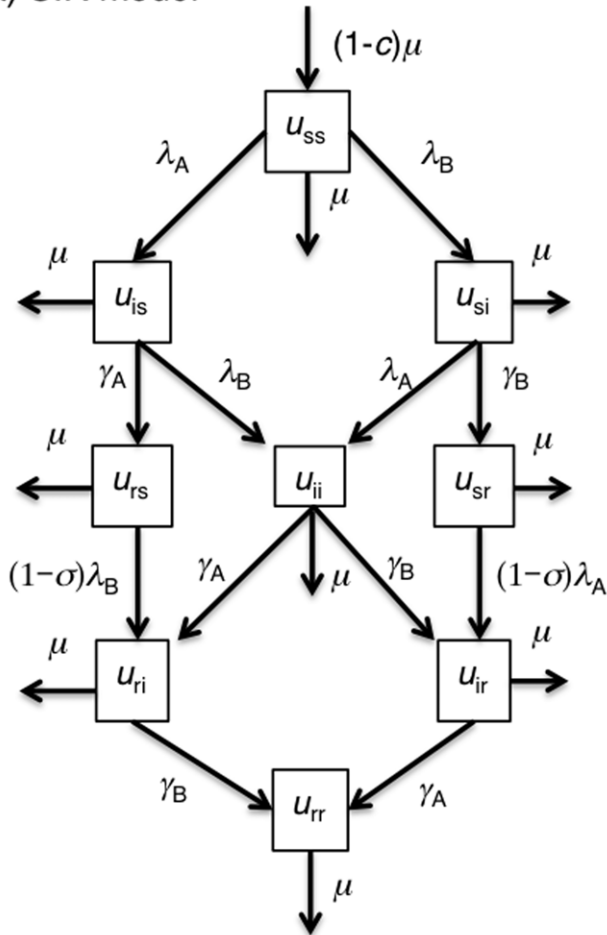 (1-c)μ
u_ss
λ_A
λ_B
μ
μ
μ
u_is
u_si
γ_A
λ_B
λ_A
γ_B
μ
μ
u_rs
u_ii
u_sr
(1-σ)λ_B
γ_A
μ
γ_B
(1-σ)λ_A
μ
μ
u_ri
u_ir
γ_B
γ_A
u_rr
μ